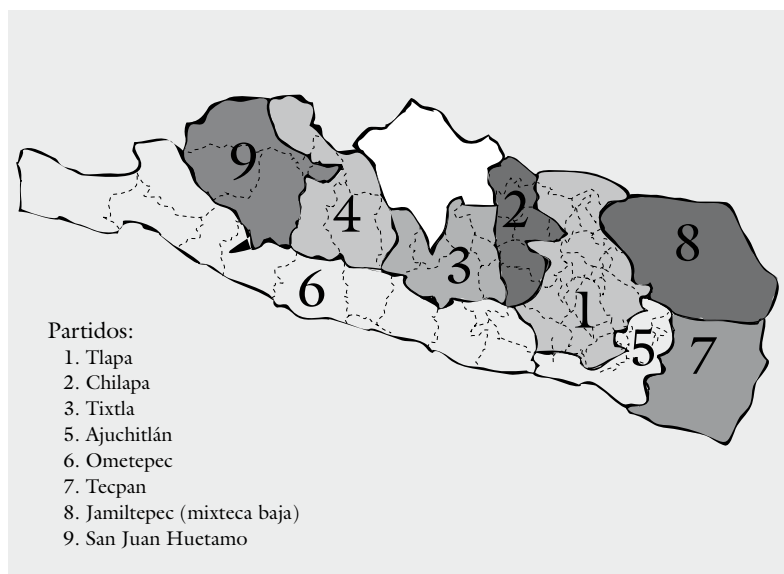 9
4
2
8
3
6
1
5
7
Partidos:
1. Tlapa
2. Chilapa
3. Tixtla
5. Ajuchitlán
6. Ometepec
7. Tecpan
8. Jamiltepec (mixteca baja)
9. San Juan Huetamo